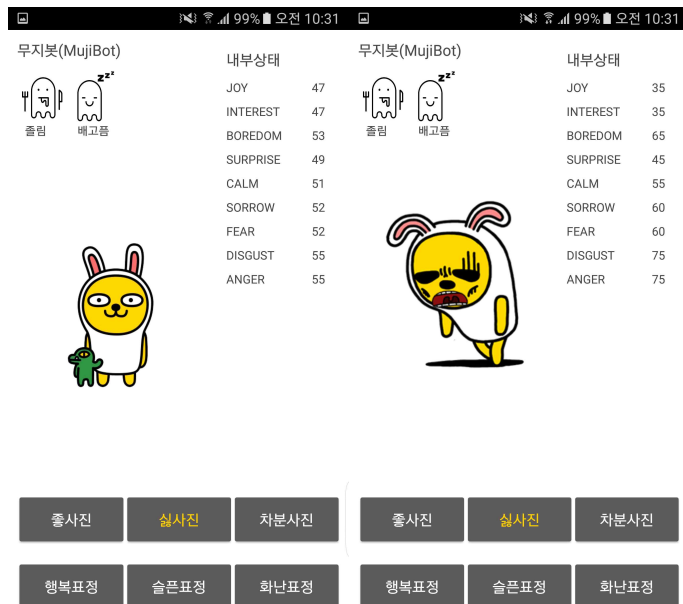 99% 오전 10:31
무지봇(MujiBot)
zzz
졸림 배고픔
내부상태
JOY 47
INTEREST 47
BOREDOM 53
SURPRISE 49
CALM 51
SORROW 52
FEAR 52
DISGUST 55
ANGER 55
좋사진 싫사진 차분사진
행복표정 슬픈표정 화난표정
99% 오전 10:31
무지봇(MujiBot)
zzz
졸림 배고픔
내부상태
JOY 35
INTEREST 35
BOREDOM 65
SURPRISE 45
CALM 55
SORROW 60
FEAR 60
DISGUST 75
ANGER 75
좋사진 싫사진 차분사진
행복표정 슬픈표정 화난표정